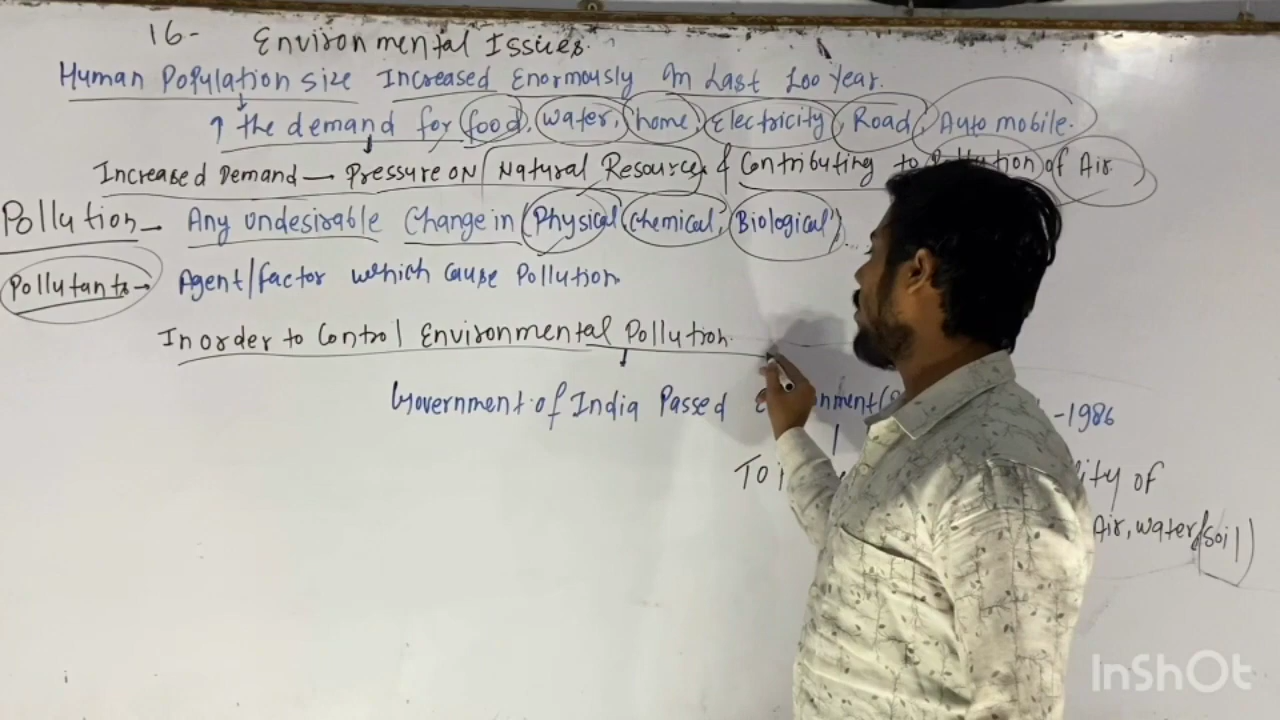 16- Environmental Issues.
Human Population size Increased Enormously In Last 100 Year.
↑ the demand for food, water, home, Electricity, Road, Automobile.
Increased Demand — Pressure on Natural Resources & Contributing to of Air.
Pollution — Any undesirable Change in Physical, Chemical, Biological, ...
Pollutants → Agent/factor which cause Pollution.
In order to Control Environmental Pollution.
Government of India Passed -1986
To of
Air, water/soil
InShOt